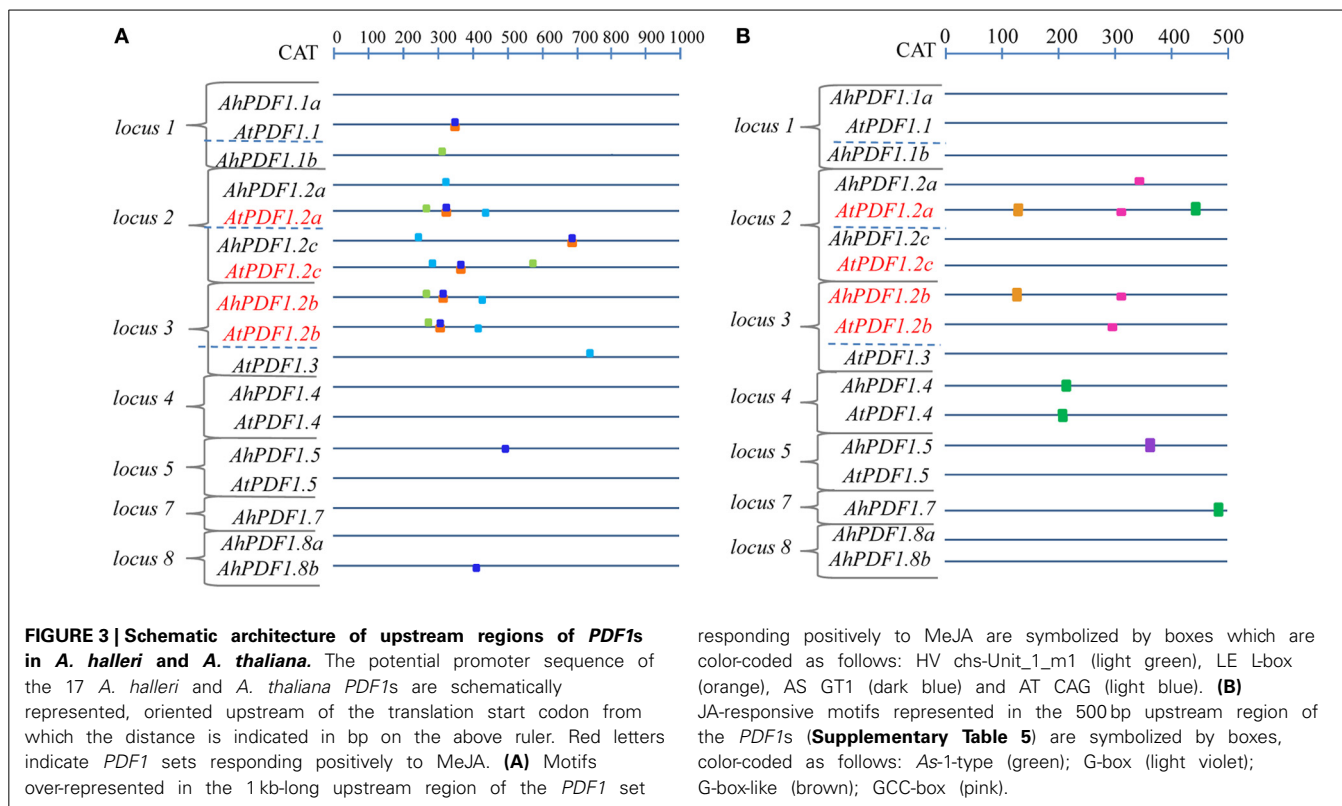 A
CAT
0 100 200 300 400 500 600 700 800 900 1000
locus 1
AhPDF1.1a
AtPDF1.1
AhPDF1.1b
locus 2
AhPDF1.2a
AtPDF1.2a
AhPDF1.2c
AtPDF1.2c
locus 3
AhPDF1.2b
AtPDF1.2b
AtPDF1.3
locus 4
AhPDF1.4
AtPDF1.4
locus 5
AhPDF1.5
AtPDF1.5
locus 7
AhPDF1.7
locus 8
AhPDF1.8a
AhPDF1.8b
B
CAT
0 100 200 300 400 500
locus 1
AhPDF1.1a
AtPDF1.1
AhPDF1.1b
locus 2
AhPDF1.2a
AtPDF1.2a
AhPDF1.2c
AtPDF1.2c
locus 3
AhPDF1.2b
AtPDF1.2b
AtPDF1.3
locus 4
AhPDF1.4
AtPDF1.4
locus 5
AhPDF1.5
AtPDF1.5
locus 7
AhPDF1.7
locus 8
AhPDF1.8a
AhPDF1.8b
FIGURE 3 | Schematic architecture of upstream regions of PDF1s
in A. halleri and A. thaliana. The potential promoter sequence of
the 17 A. halleri and A. thaliana PDF1s are schematically
represented, oriented upstream of the translation start codon from
which the distance is indicated in bp on the above ruler. Red letters
indicate PDF1 sets responding positively to MeJA. (A) Motifs
over-represented in the 1 kb-long upstream region of the PDF1 set
responding positively to MeJA are symbolized by boxes which are
color-coded as follows: HV chs-Unit_1_m1 (light green), LE L-box
(orange), AS GT1 (dark blue) and AT CAG (light blue). (B)
JA-responsive motifs represented in the 500 bp upstream region of
the PDF1s (Supplementary Table 5) are symbolized by boxes,
color-coded as follows: As-1-type (green); G-box (light violet);
G-box-like (brown); GCC-box (pink).